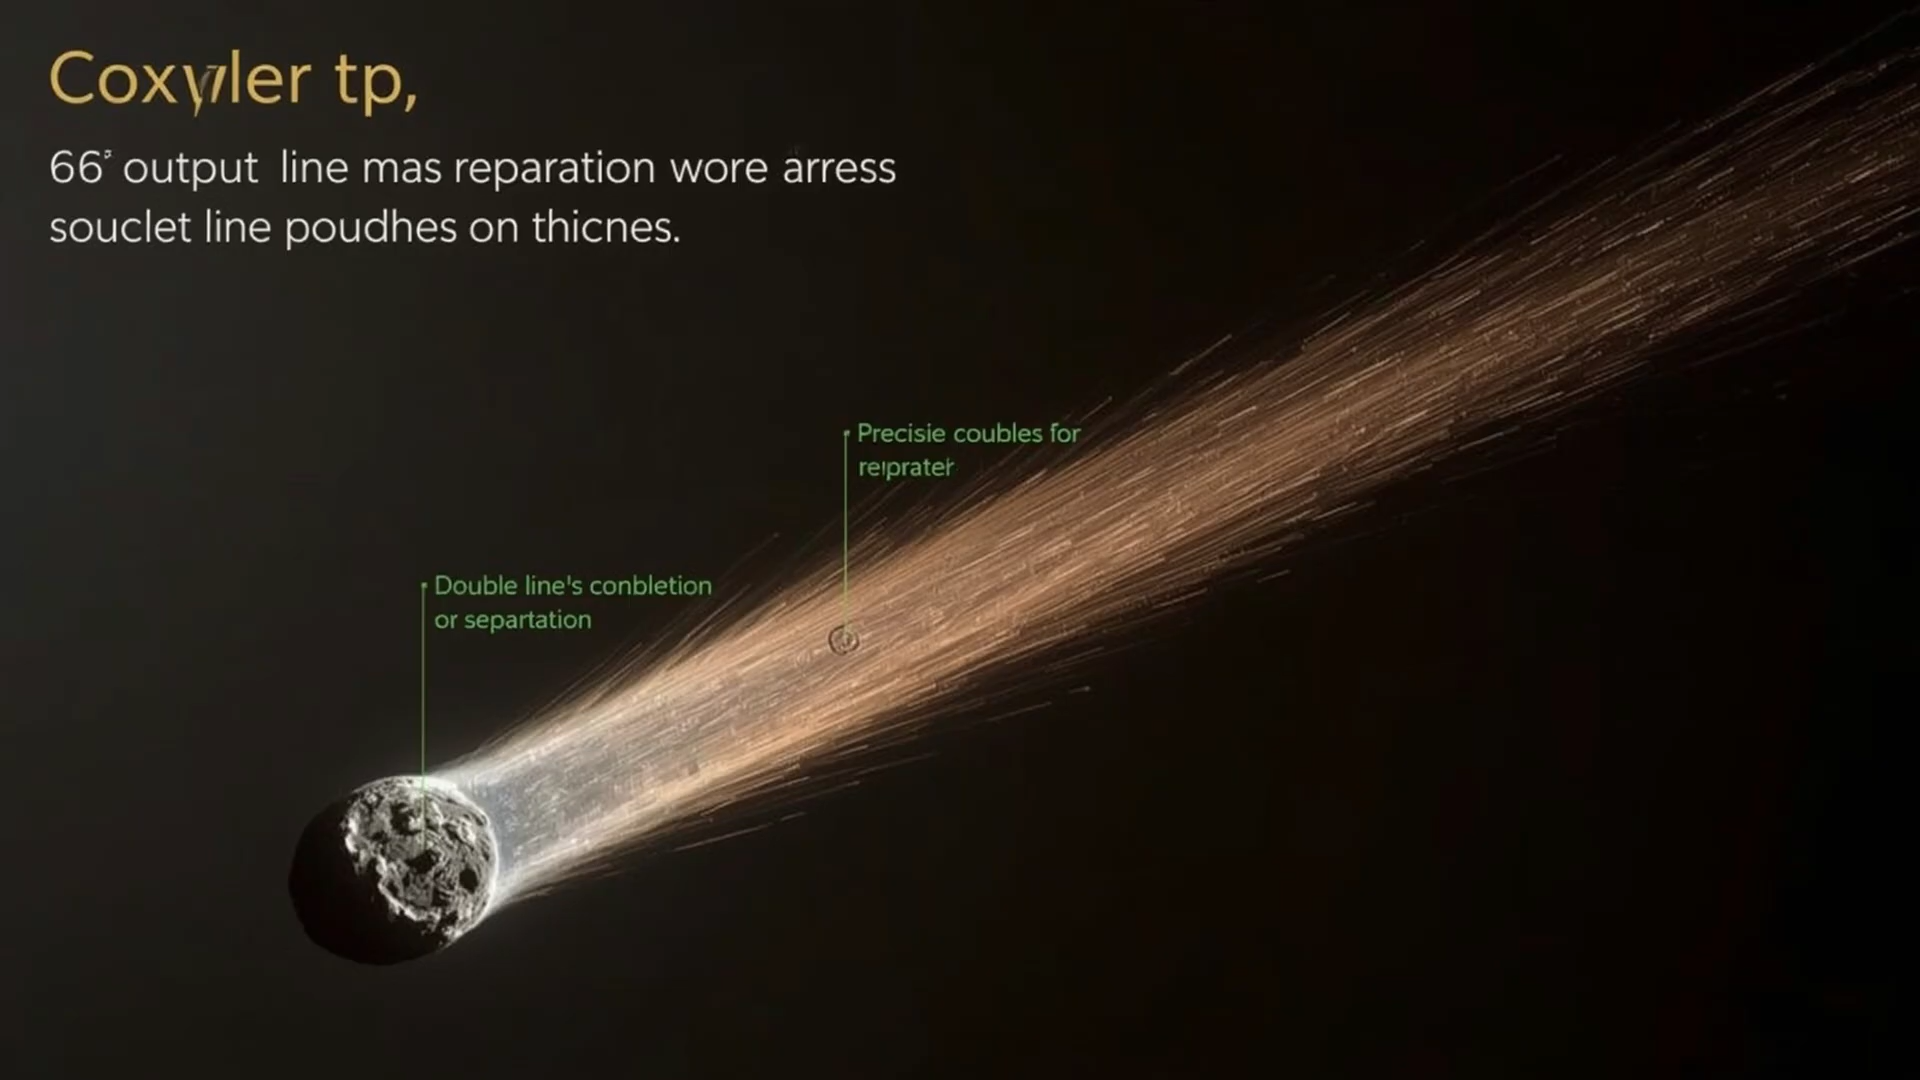 Coxyler tp,
66° output line mas reparation wore arress
souclet line poudhes on thicnes.
Precisie coubles for
reprater
Double line's conbletion
or separtation